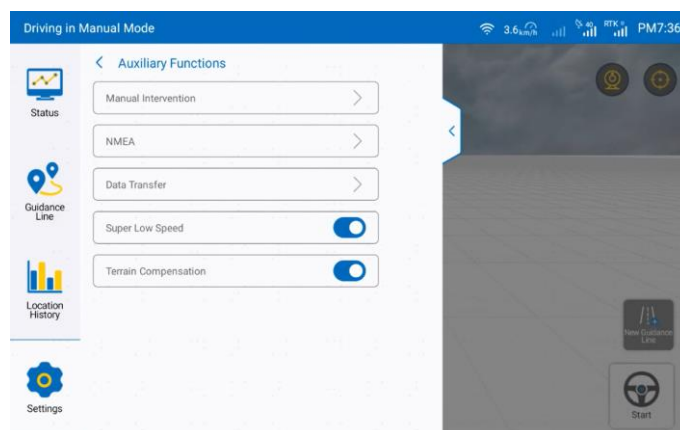 Driving in Manual Mode
3.6km/h
40
RTK
PM7:36
Auxiliary Functions
Status
Manual Intervention
NMEA
Data Transfer
Guidance
Line
Super Low Speed
Terrain Compensation
Location
History
New Guidance
Line
Settings
Start